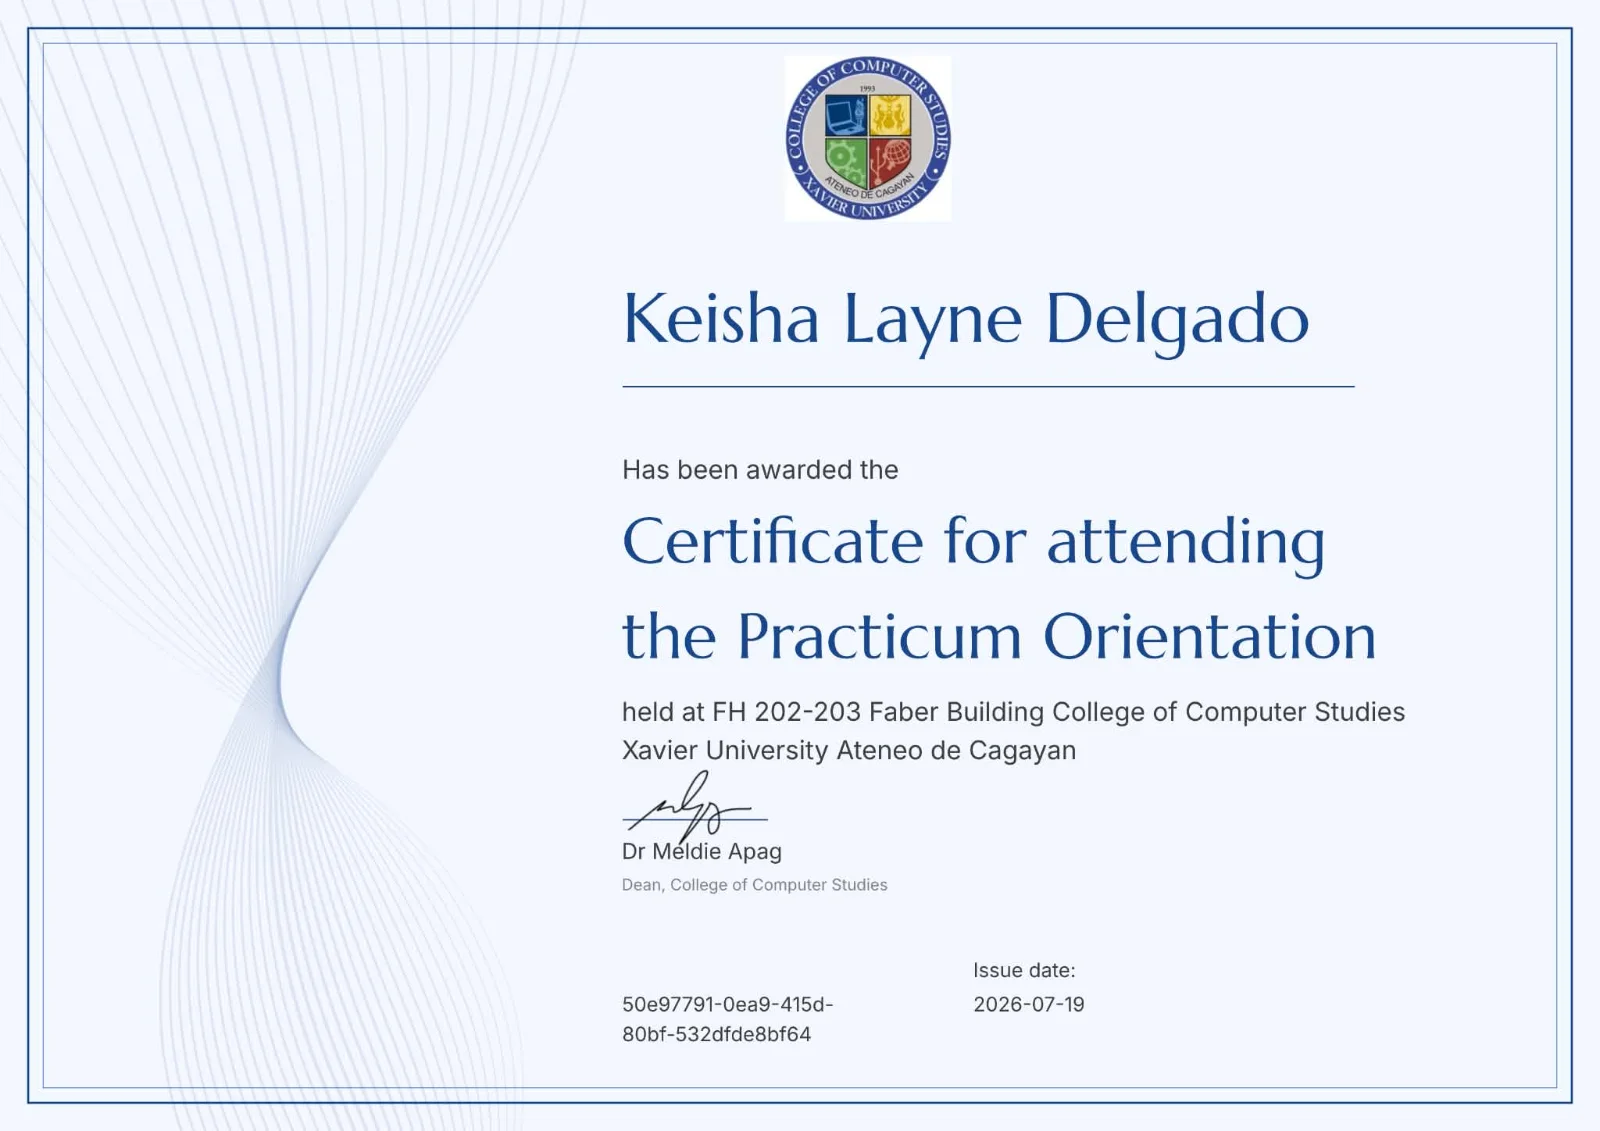 COLLEGE OF COMPUTER STUDIES
1993
ATENEO DE CAGAYAN
XAVIER UNIVERSITY
Keisha Layne Delgado
Has been awarded the
Certificate for attending
the Practicum Orientation
held at FH 202-203 Faber Building College of Computer Studies
Xavier University Ateneo de Cagayan
Dr Meldie Apag
Dean, College of Computer Studies
Issue date:
50e97791-0ea9-415d-
2026-07-19
80bf-532dfde8bf64